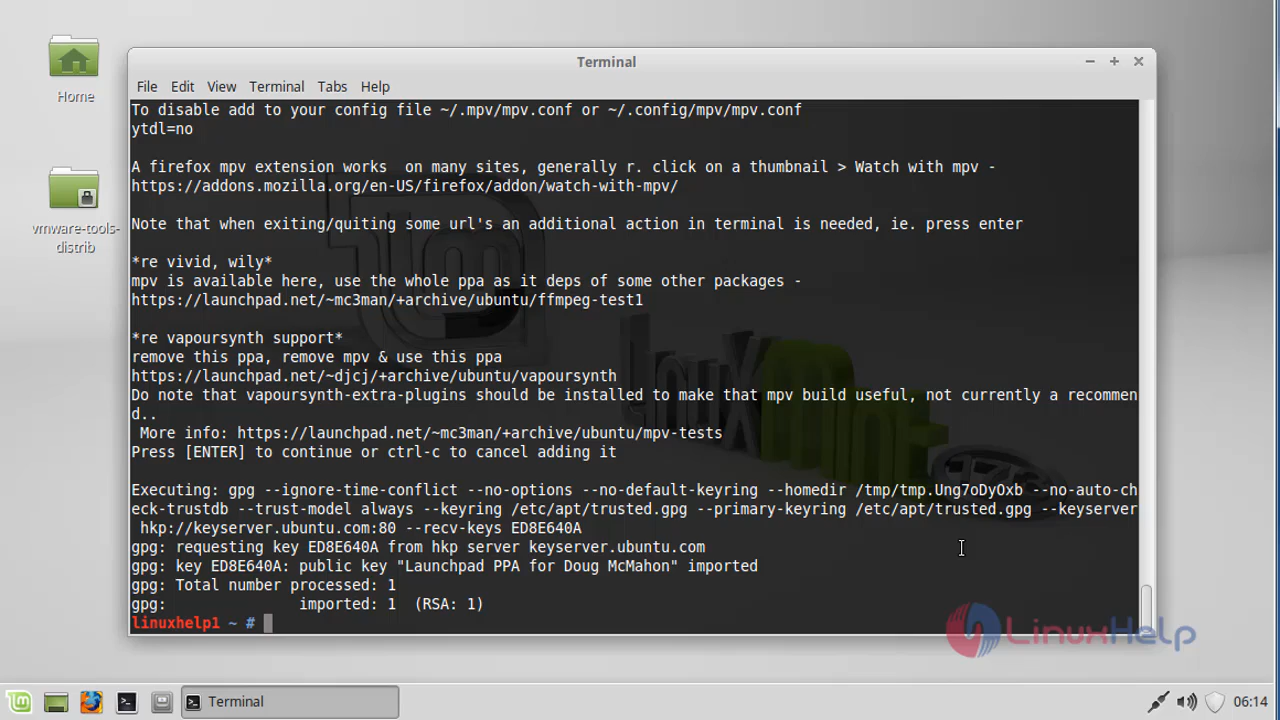 Terminal
File Edit View Terminal Tabs Help
Home
vmware-tools-
distrib
To disable add to your config file ~/.mpv/mpv.conf or ~/.config/mpv/mpv.conf
ytdl=no
A firefox mpv extension works  on many sites, generally r. click on a thumbnail > Watch with mpv -
https://addons.mozilla.org/en-US/firefox/addon/watch-with-mpv/
Note that when exiting/quiting some url's an additional action in terminal is needed, ie. press enter
*re vivid, wily*
mpv is available here, use the whole ppa as it deps of some other packages -
https://launchpad.net/~mc3man/+archive/ubuntu/ffmpeg-test1
*re vapoursynth support*
remove this ppa, remove mpv & use this ppa
https://launchpad.net/~djcj/+archive/ubuntu/vapoursynth
Do note that vapoursynth-extra-plugins should be installed to make that mpv build useful, not currently a recommen
d..
 More info: https://launchpad.net/~mc3man/+archive/ubuntu/mpv-tests
Press [ENTER] to continue or ctrl-c to cancel adding it
Executing: gpg --ignore-time-conflict --no-options --no-default-keyring --homedir /tmp/tmp.Ung7oDyOxb --no-auto-ch
eck-trustdb --trust-model always --keyring /etc/apt/trusted.gpg --primary-keyring /etc/apt/trusted.gpg --keyserver
 hkp://keyserver.ubuntu.com:80 --recv-keys ED8E640A
gpg: requesting key ED8E640A from hkp server keyserver.ubuntu.com
gpg: key ED8E640A: public key "Launchpad PPA for Doug McMahon" imported
gpg: Total number processed: 1
gpg:               imported: 1  (RSA: 1)
linuxhelp1 ~ #
LinuxHelp
Linux Mint
Terminal
06:14